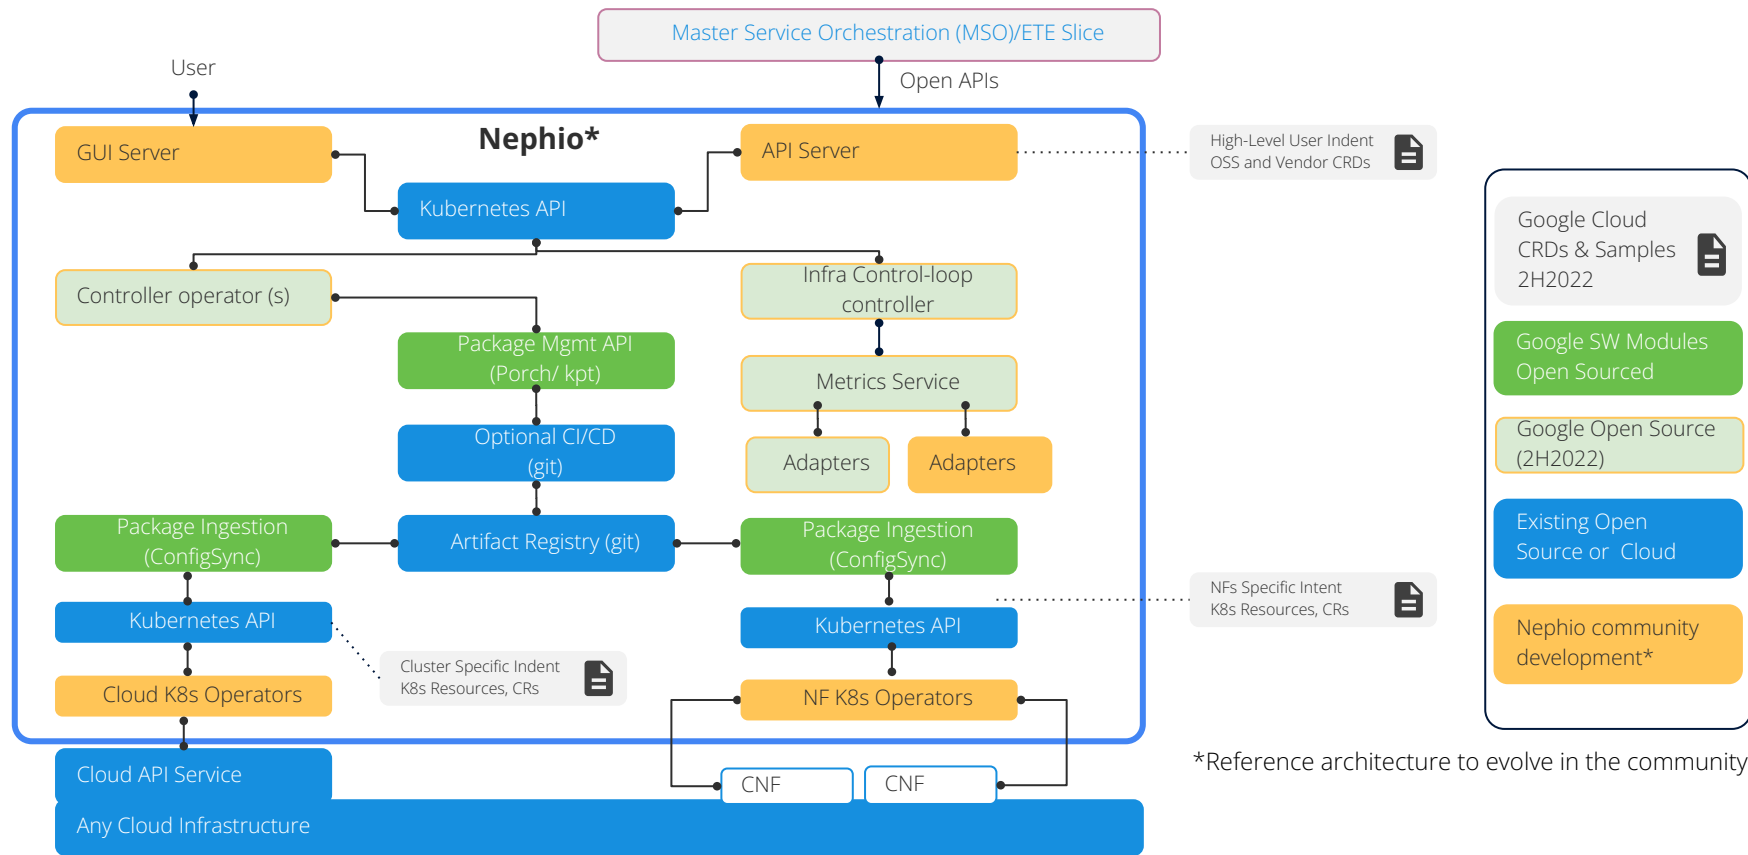 Master Service Orchestration (MSO)/ETE Slice
User
Open APIs
Nephio*
GUI Server
API Server
High-Level User Indent
OSS and Vendor CRDs
Kubernetes API
Controller operator (s)
Infra Control-loop
controller
Package Mgmt API
(Porch/ kpt)
Metrics Service
Optional CI/CD
(git)
Adapters
Adapters
Package Ingestion
(ConfigSync)
Artifact Registry (git)
Package Ingestion
(ConfigSync)
NFs Specific Intent
K8s Resources, CRs
Kubernetes API
Kubernetes API
Cluster Specific Indent
K8s Resources, CRs
Cloud K8s Operators
NF K8s Operators
Cloud API Service
CNF
CNF
Any Cloud Infrastructure
Google Cloud
CRDs & Samples
2H2022
Google SW Modules
Open Sourced
Google Open Source
(2H2022)
Existing Open
Source or Cloud
Nephio community
development*
*Reference architecture to evolve in the community